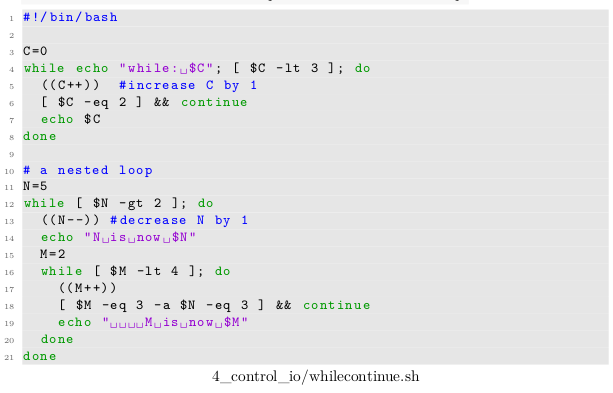 1 #!/bin/bash
2
3 C=0
4 while echo "while:␣$C"; [ $C -lt 3 ]; do
5   ((C++))  #increase C by 1
6   [ $C -eq 2 ] && continue
7   echo $C
8 done
9
10 # a nested loop
11 N=5
12 while [ $N -gt 2 ]; do
13   ((N--)) #decrease N by 1
14   echo "N␣is␣now␣$N"
15   M=2
16   while [ $M -lt 4 ]; do
17     ((M++))
18     [ $M -eq 3 -a $N -eq 3 ] && continue
19     echo "␣␣␣␣M␣is␣now␣$M"
20   done
21 done
4_control_io/whilecontinue.sh